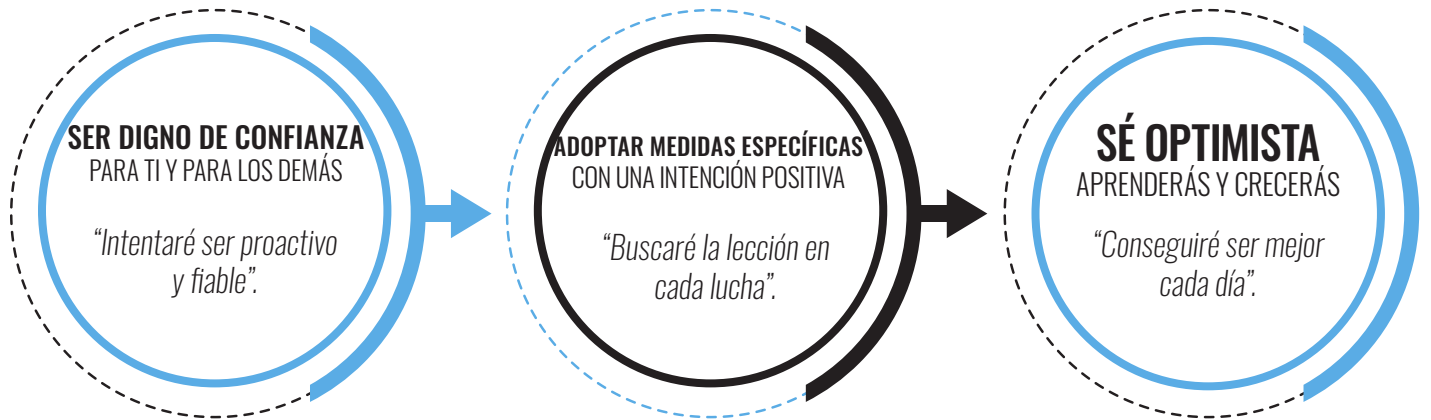 SER DIGNO DE CONFIANZA
PARA TI Y PARA LOS DEMÁS
“Intentaré ser proactivo
y fiable”.
ADOPTAR MEDIDAS ESPECÍFICAS
CON UNA INTENCIÓN POSITIVA
“Buscaré la lección en
cada lucha”.
SÉ OPTIMISTA
APRENDERÁS Y CRECERÁS
“Conseguiré ser mejor
cada día”.